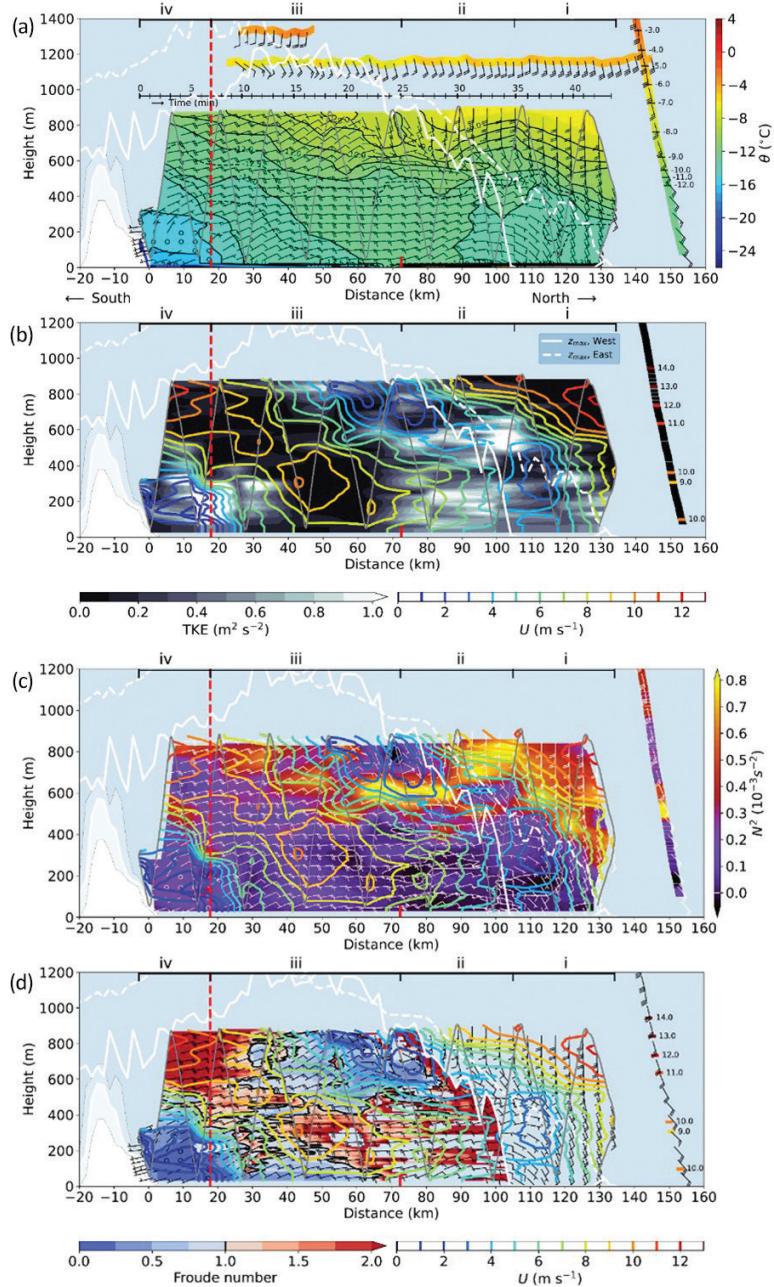 (a)
iv iii ii i
1400
1200
1000
800
600
400
200
0
Height (m)
0 5 10 15 20 25 30 35 40
→ Time (min)
-3.0
-4.0
-5.0
-6.0
-7.0
-8.0
-9.0
-10.0
-11.0
-12.0
4
0
−4
−8
−12
−16
−20
−24
θ (°C)
−20 −10 0 10 20 30 40 50 60 70 80 90 100 110 120 130 140 150 160
← South Distance (km) North →
(b)
iv iii ii i
1200
1000
800
600
400
200
0
Height (m)
zmax, West
zmax, East
14.0
13.0
12.0
11.0
10.0
9.0
10.0
−20 −10 0 10 20 30 40 50 60 70 80 90 100 110 120 130 140 150 160
Distance (km)
0.0 0.2 0.4 0.6 0.8 1.0
TKE (m² s⁻²)
0 2 4 6 8 10 12
U (m s⁻¹)
(c)
iv iii ii i
1200
1000
800
600
400
200
0
Height (m)
0.8
0.6
0.4
0.3
0.2
0.0
N² (10⁻³s⁻²)
−20 −10 0 10 20 30 40 50 60 70 80 90 100 110 120 130 140 150 160
Distance (km)
(d)
iv iii ii i
1200
1000
800
600
400
200
0
Height (m)
14.0
13.0
12.0
11.0
10.0
9.0
10.0
−20 −10 0 10 20 30 40 50 60 70 80 90 100 110 120 130 140 150 160
Distance (km)
0.0 0.5 1.0 1.5 2.0
Froude number
0 2 4 6 8 10 12
U (m s⁻¹)